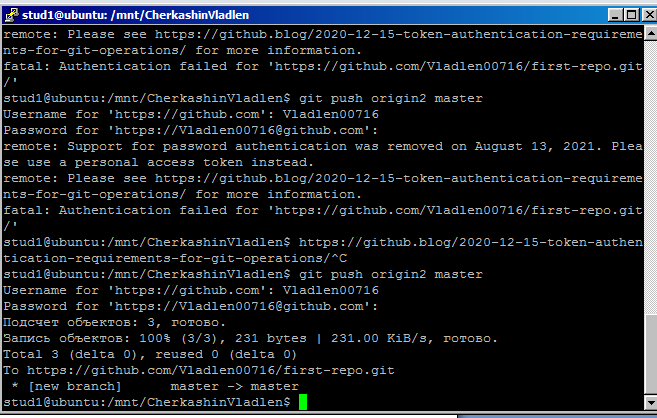 stud1@ubuntu: /mnt/CherkashinVladlen
remote: Please see https://github.blog/2020-12-15-token-authentication-requireme
nts-for-git-operations/ for more information.
fatal: Authentication failed for 'https://github.com/Vladlen00716/first-repo.git
/'
stud1@ubuntu:/mnt/CherkashinVladlen$ git push origin2 master
Username for 'https://github.com': Vladlen00716
Password for 'https://Vladlen00716@github.com':
remote: Support for password authentication was removed on August 13, 2021. Plea
se use a personal access token instead.
remote: Please see https://github.blog/2020-12-15-token-authentication-requireme
nts-for-git-operations/ for more information.
fatal: Authentication failed for 'https://github.com/Vladlen00716/first-repo.git
/'
stud1@ubuntu:/mnt/CherkashinVladlen$ https://github.blog/2020-12-15-token-authen
tication-requirements-for-git-operations/^C
stud1@ubuntu:/mnt/CherkashinVladlen$ git push origin2 master
Username for 'https://github.com': Vladlen00716
Password for 'https://Vladlen00716@github.com':
Подсчет объектов: 3, готово.
Запись объектов: 100% (3/3), 231 bytes | 231.00 KiB/s, готово.
Total 3 (delta 0), reused 0 (delta 0)
To https://github.com/Vladlen00716/first-repo.git
 * [new branch]      master -> master
stud1@ubuntu:/mnt/CherkashinVladlen$